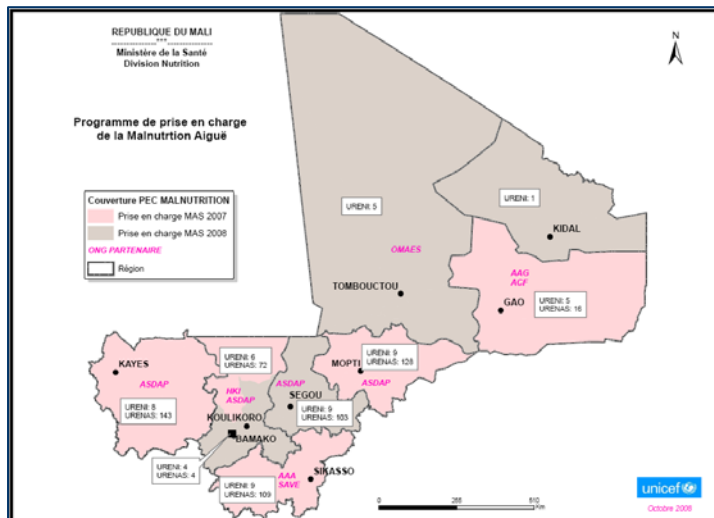 REPUBLIQUE DU MALI
----------***----------
Ministère de la Santé
Division Nutrition
N
Programme de prise en charge
de la Malnutrtion Aiguë
Couverture PEC MALNUTRITION
Prise en charge MAS 2007
Prise en charge MAS 2008
ONG PARTENAIRE
Région
URENI: 5
URENI: 1
KIDAL
OMAES
TOMBOUCTOU
AAG
ACF
GAO
URENI: 5
URENAS: 16
KAYES
ASDAP
URENI: 8
URENAS: 143
URENI: 6
URENAS: 72
HKI
ASDAP
KOULIKORO
BAMAKO
URENI: 4
URENAS: 4
ASDAP
SEGOU
URENI: 9
URENAS: 103
MOPTI
URENI: 9
URENAS: 128
ASDAP
URENI: 9
URENAS: 109
AAA
SAVE
SIKASSO
0 255 510
Km
unicef
Octobre 2008